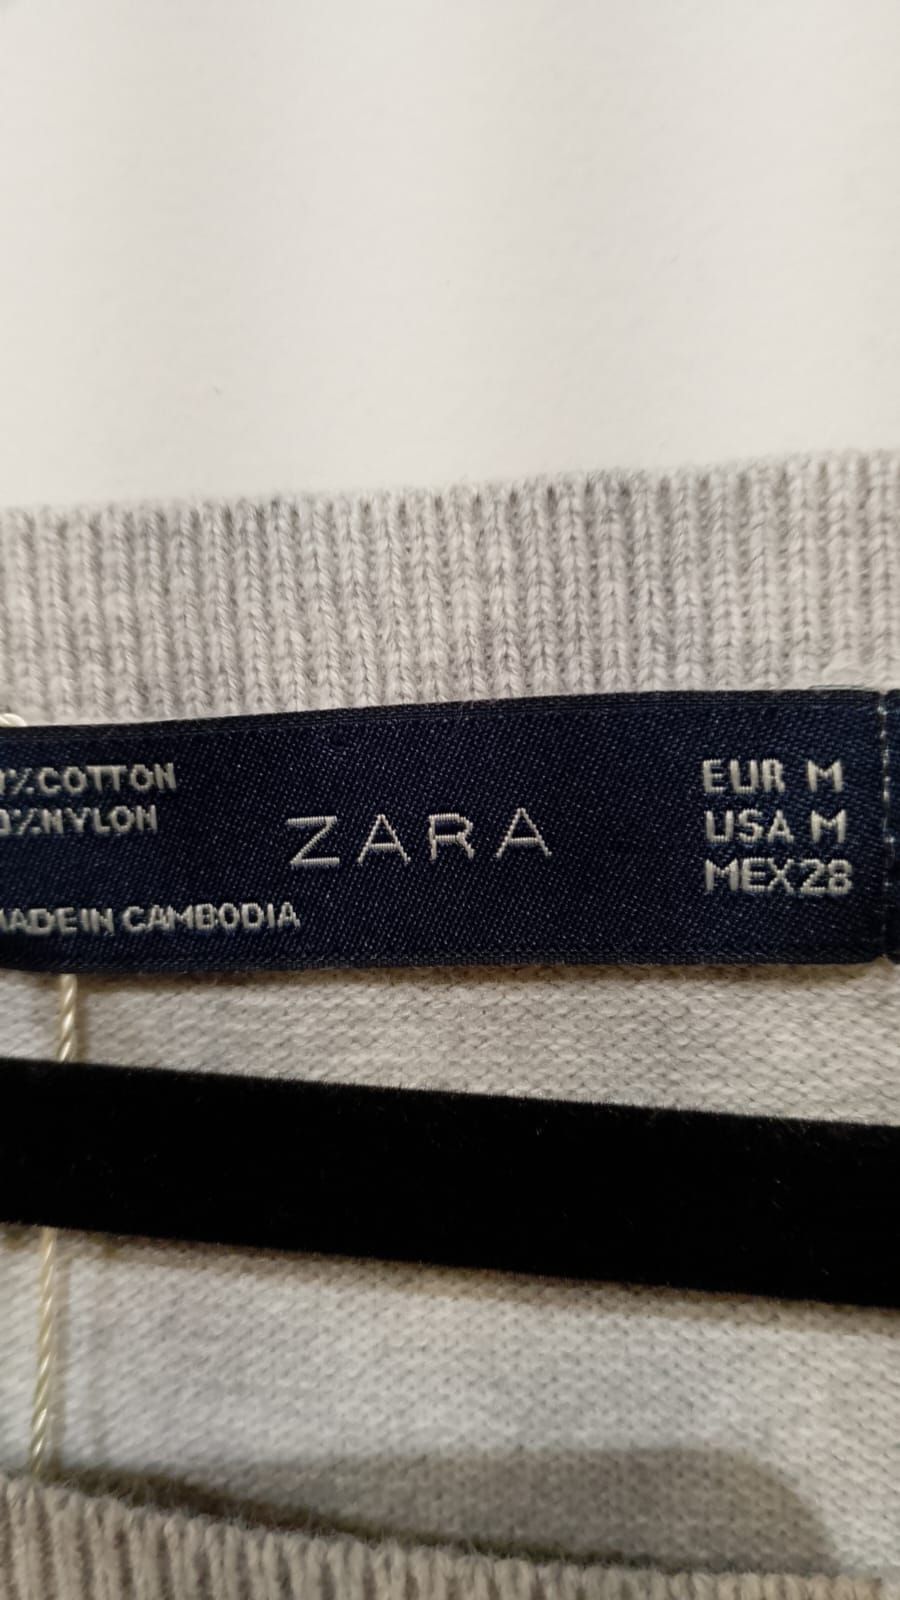 %COTTON
%NYLON
ZARA
MADE IN CAMBODIA
EUR M
USA M
MEX 28